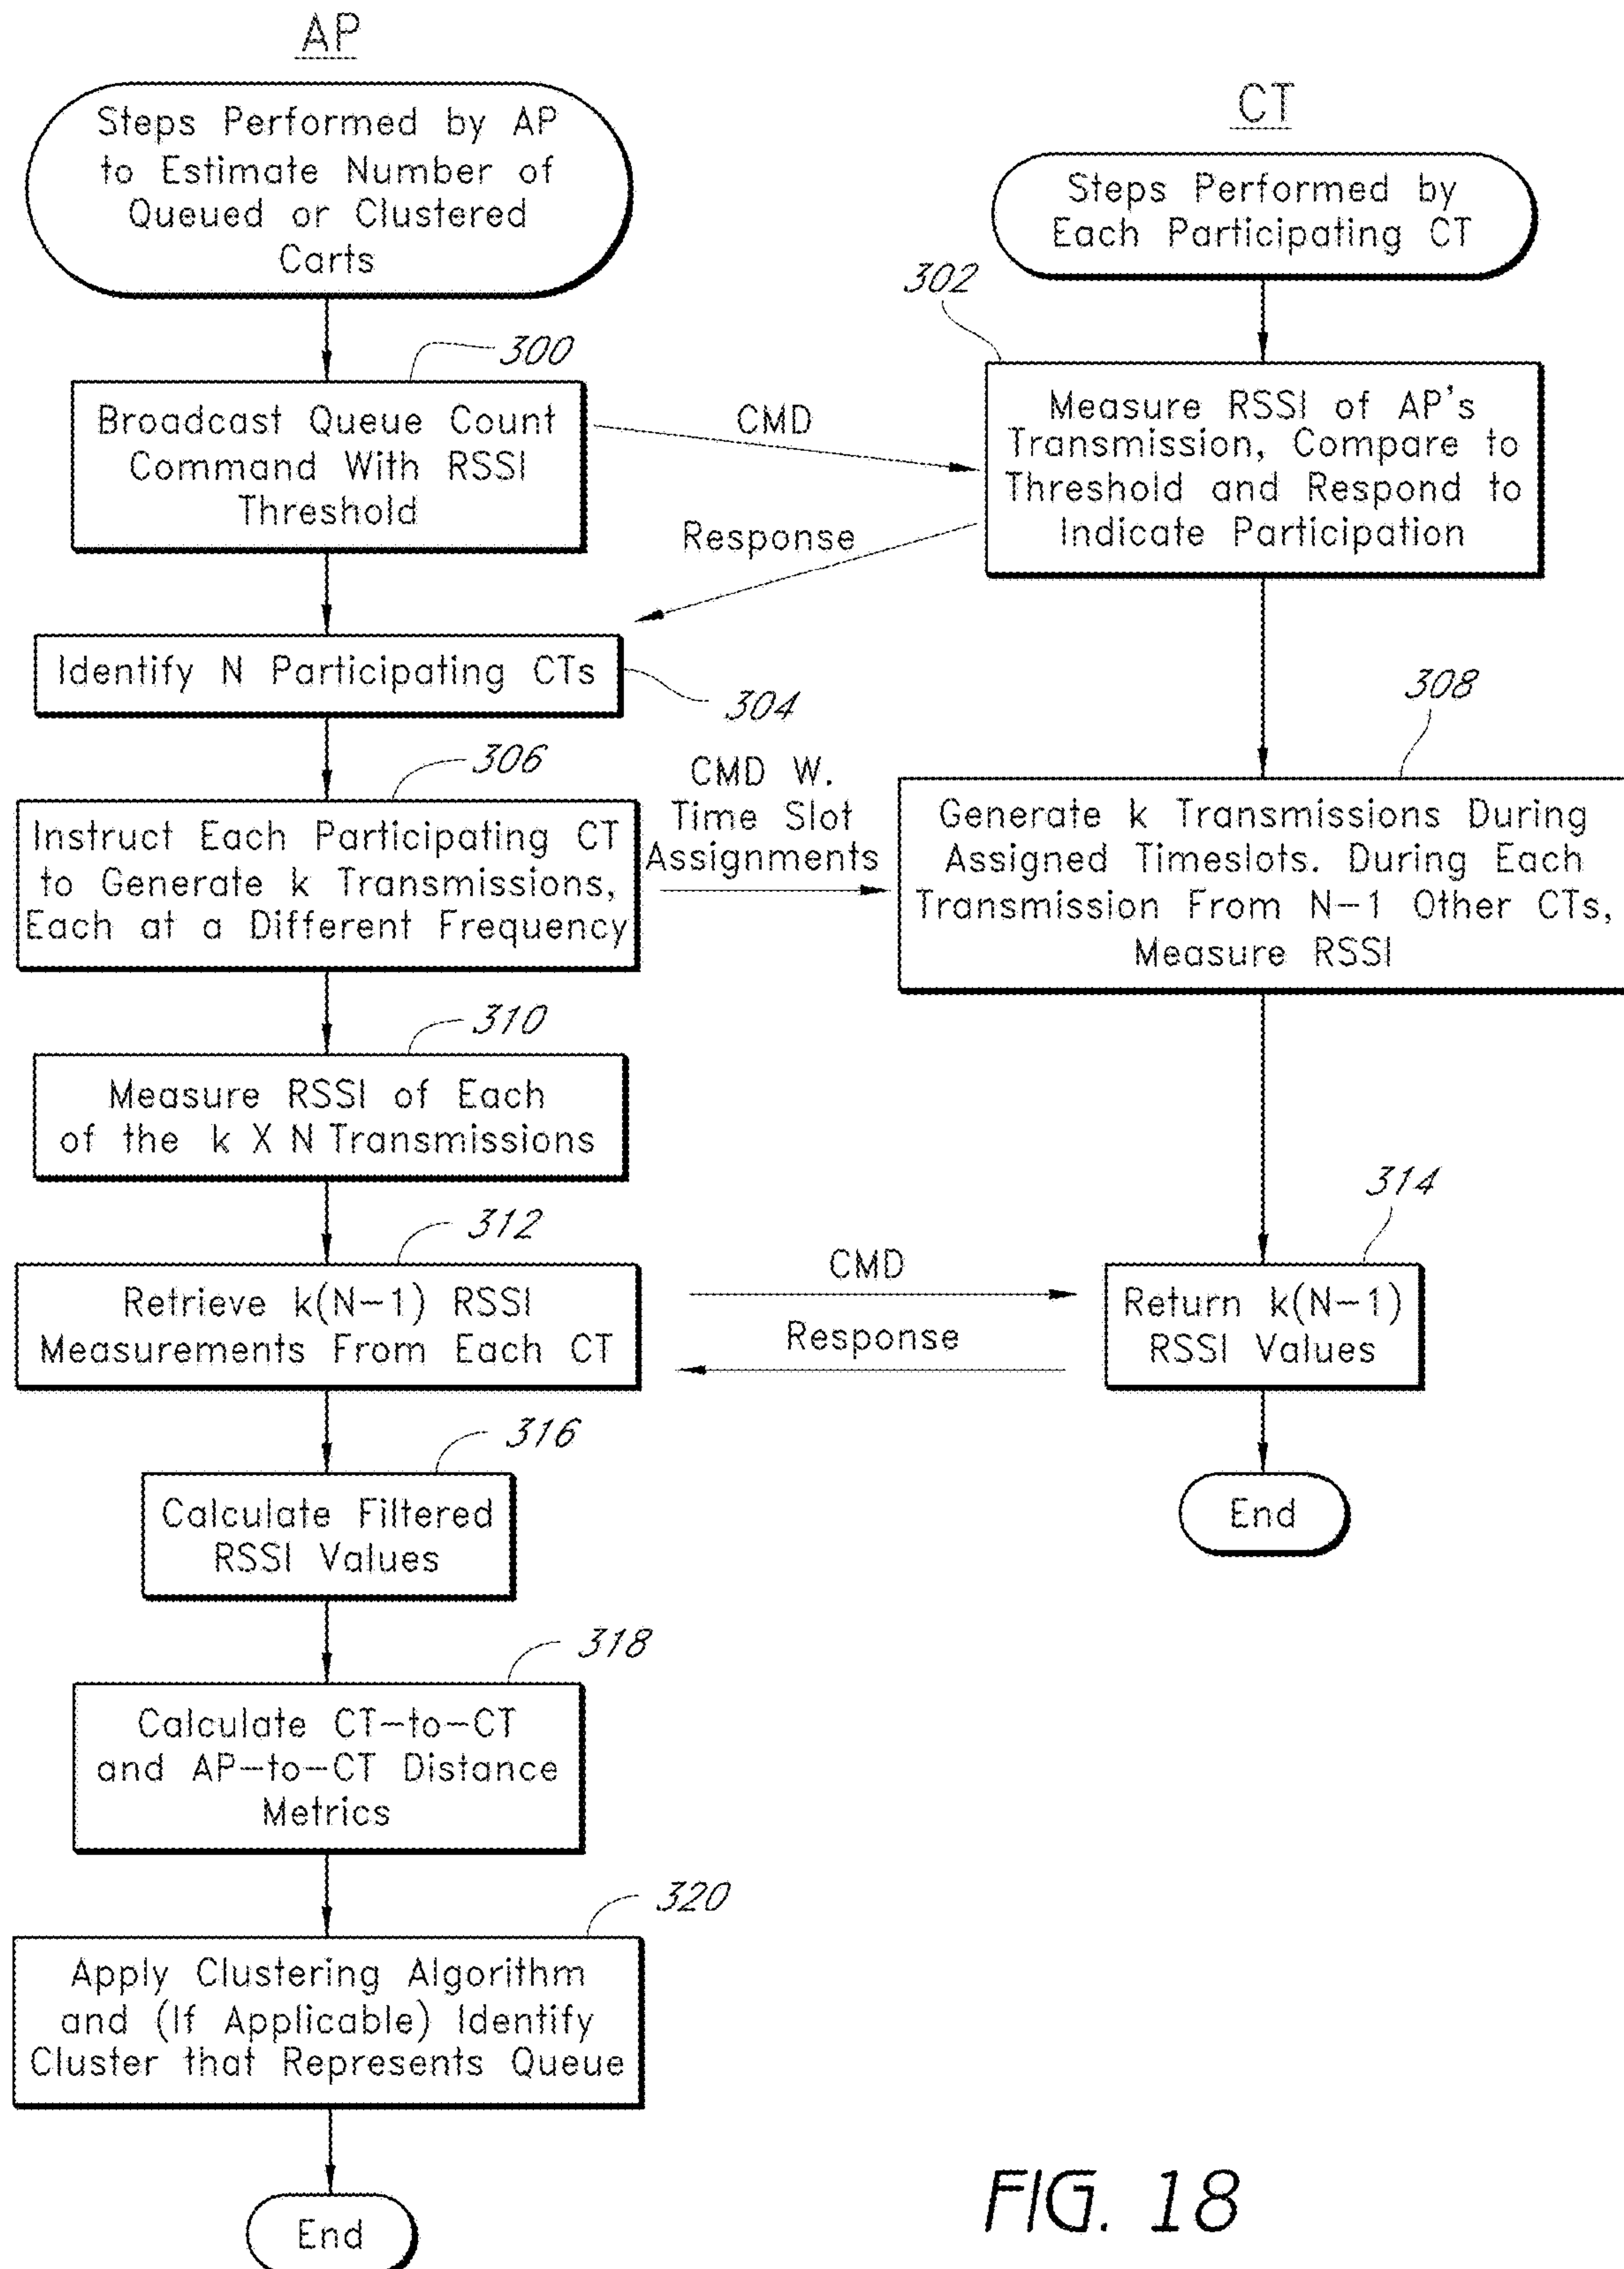 AP
Steps Performed by AP
to Estimate Number of
Queued or Clustered
Carts
CT
Steps Performed by
Each Participating CT
300
Broadcast Queue Count
Command With RSSI
Threshold
CMD
302
Measure RSSI of AP's
Transmission, Compare to
Threshold and Respond to
Indicate Participation
Response
Identify N Participating CTs
304
306
Instruct Each Participating CT
to Generate k Transmissions,
Each at a Different Frequency
CMD W.
Time Slot
Assignments
308
Generate k Transmissions During
Assigned Timeslots. During Each
Transmission From N-1 Other CTs,
Measure RSSI
310
Measure RSSI of Each
of the k X N Transmissions
312
Retrieve k(N-1) RSSI
Measurements From Each CT
CMD
Response
314
Return k(N-1)
RSSI Values
End
316
Calculate Filtered
RSSI Values
318
Calculate CT-to-CT
and AP-to-CT Distance
Metrics
320
Apply Clustering Algorithm
and (If Applicable) Identify
Cluster that Represents Queue
End
FIG. 18